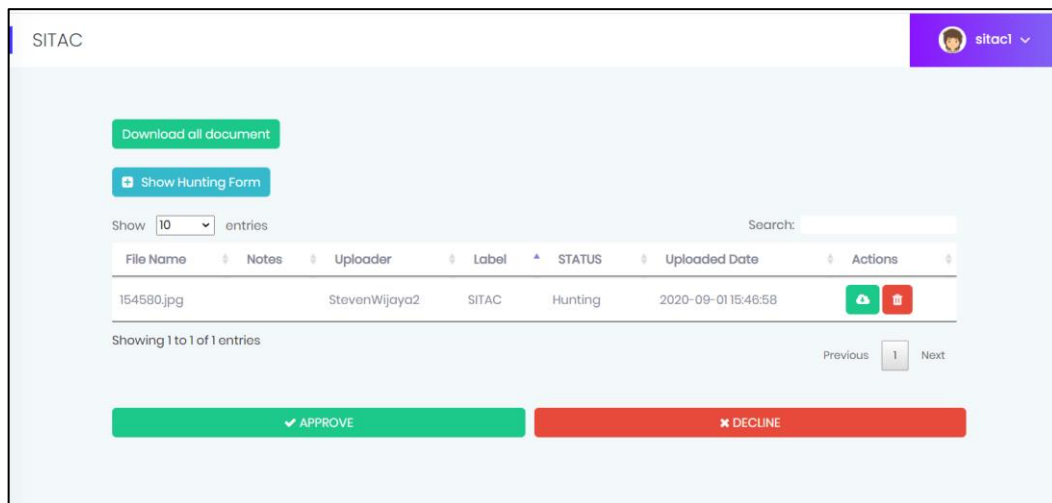 SITAC
sitac1
Download all document
Show Hunting Form
Show 10 entries Search:
File Name Notes Uploader Label STATUS Uploaded Date Actions
154580.jpg StevenWijaya2 SITAC Hunting 2020-09-01 15:46:58
Showing 1 to 1 of 1 entries
Previous 1 Next
APPROVE DECLINE